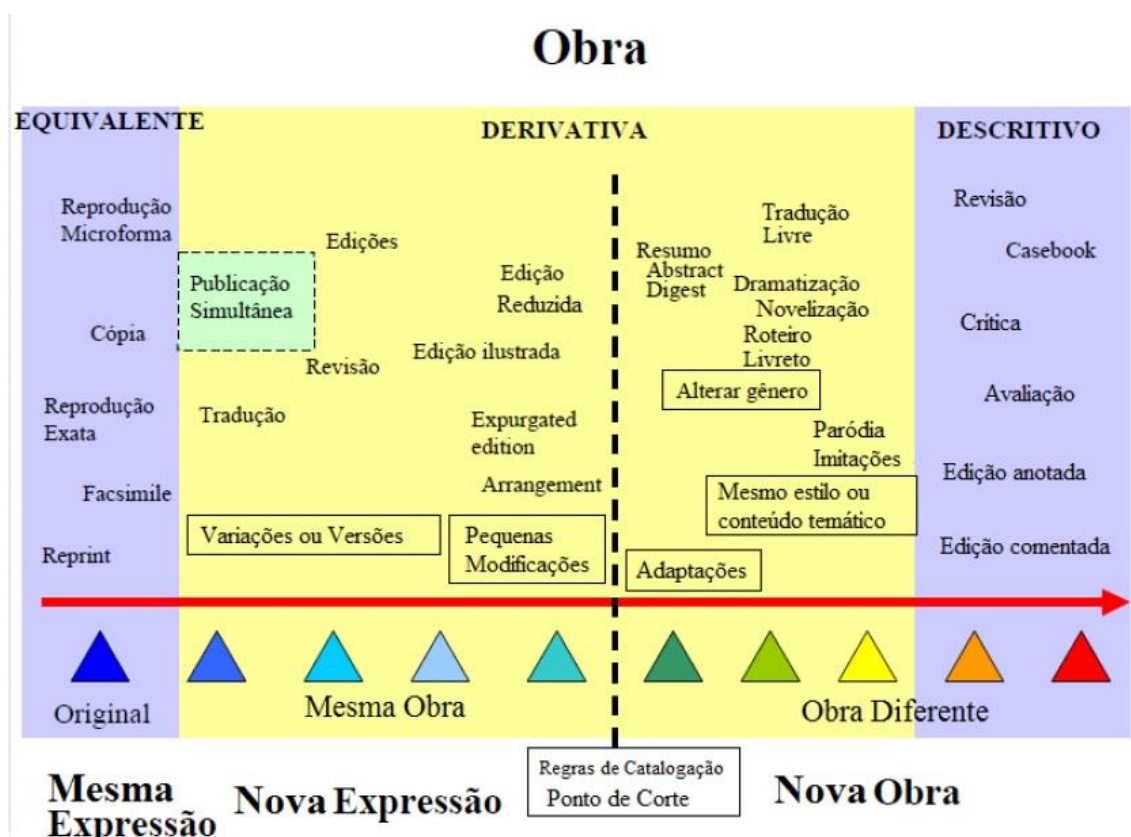 Obra
EQUIVALENTE
DERIVATIVA
DESCRITIVO
Reprodução
Microforma
Cópia
Reprodução
Exata
Facsimile
Reprint
Publicação
Simultânea
Edições
Revisão
Tradução
Edição
Reduzida
Edição ilustrada
Expurgated
edition
Arrangement
Variações ou Versões
Pequenas
Modificações
Resumo
Abstract
Digest
Tradução
Livre
Dramatização
Novelização
Roteiro
Livreto
Alterar gênero
Paródia
Imitações
Mesmo estilo ou
conteúdo temático
Adaptações
Revisão
Casebook
Crítica
Avaliação
Edição anotada
Edição comentada
Original
Mesma Obra
Obra Diferente
Mesma
Expressão
Nova Expressão
Regras de Catalogação
Ponto de Corte
Nova Obra